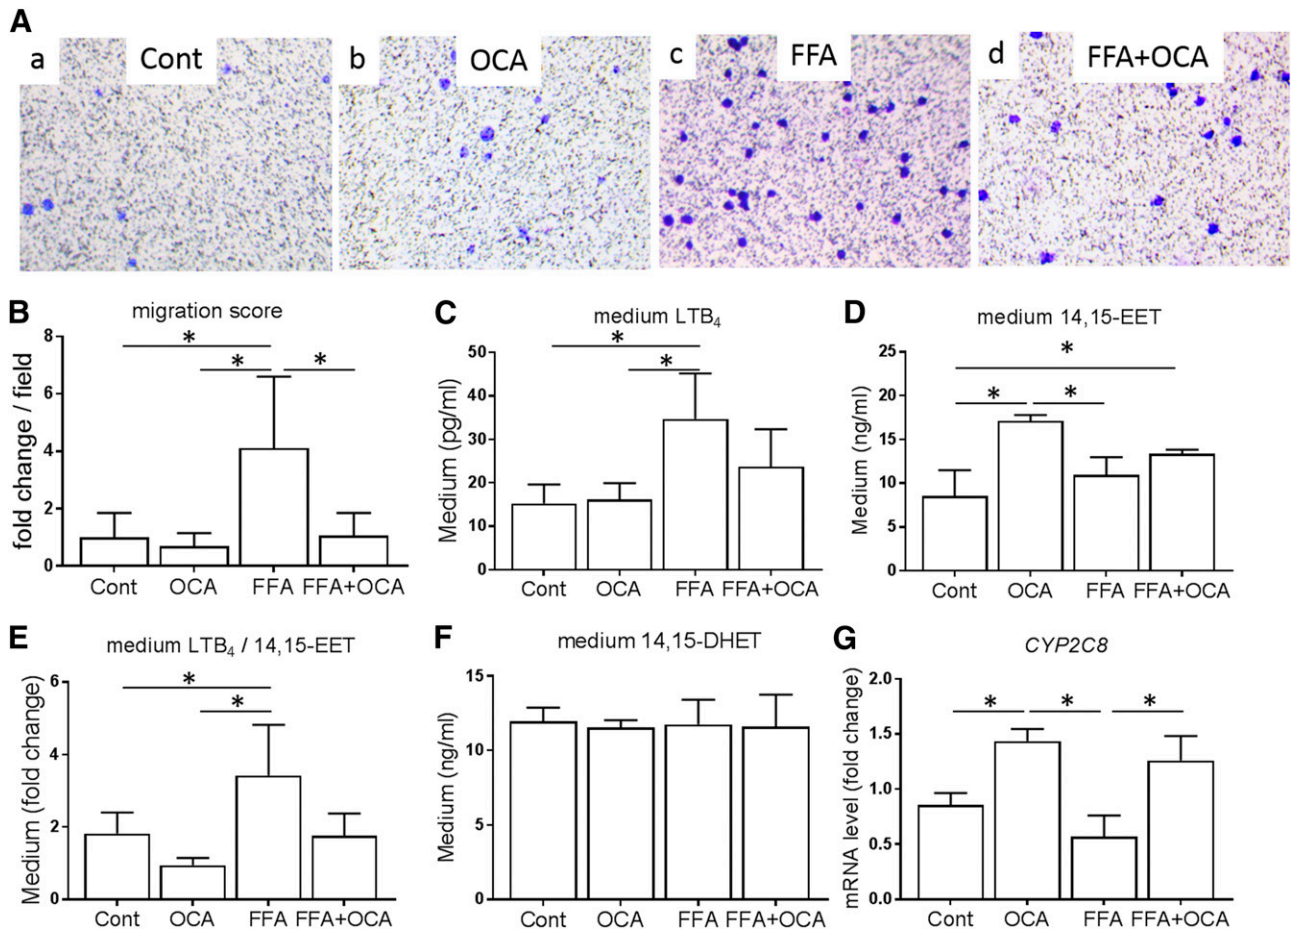 A
a Cont
b OCA
c FFA
d FFA+OCA
B
migration score
fold change / field
8
6
4
2
0
Cont OCA FFA FFA+OCA
* * *
C
medium LTB₄
Medium (pg/ml)
50
40
30
20
10
0
Cont OCA FFA FFA+OCA
* *
D
medium 14,15-EET
Medium (ng/ml)
25
20
15
10
5
0
Cont OCA FFA FFA+OCA
* * *
E
medium LTB₄ / 14,15-EET
Medium (fold change)
6
4
2
0
Cont OCA FFA FFA+OCA
* *
F
medium 14,15-DHET
Medium (ng/ml)
15
10
5
0
Cont OCA FFA FFA+OCA
G
CYP2C8
mRNA level (fold change)
2.0
1.5
1.0
0.5
0.0
Cont OCA FFA FFA+OCA
* * *